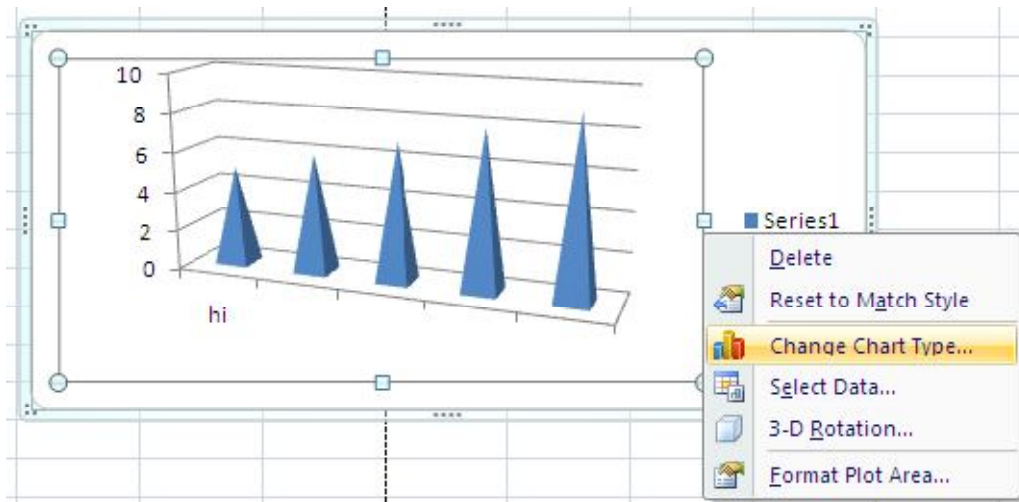 10
8
6
4
2
0
hi
Series1
Delete
Reset to Match Style
Change Chart Type...
Select Data...
3-D Rotation...
Format Plot Area...